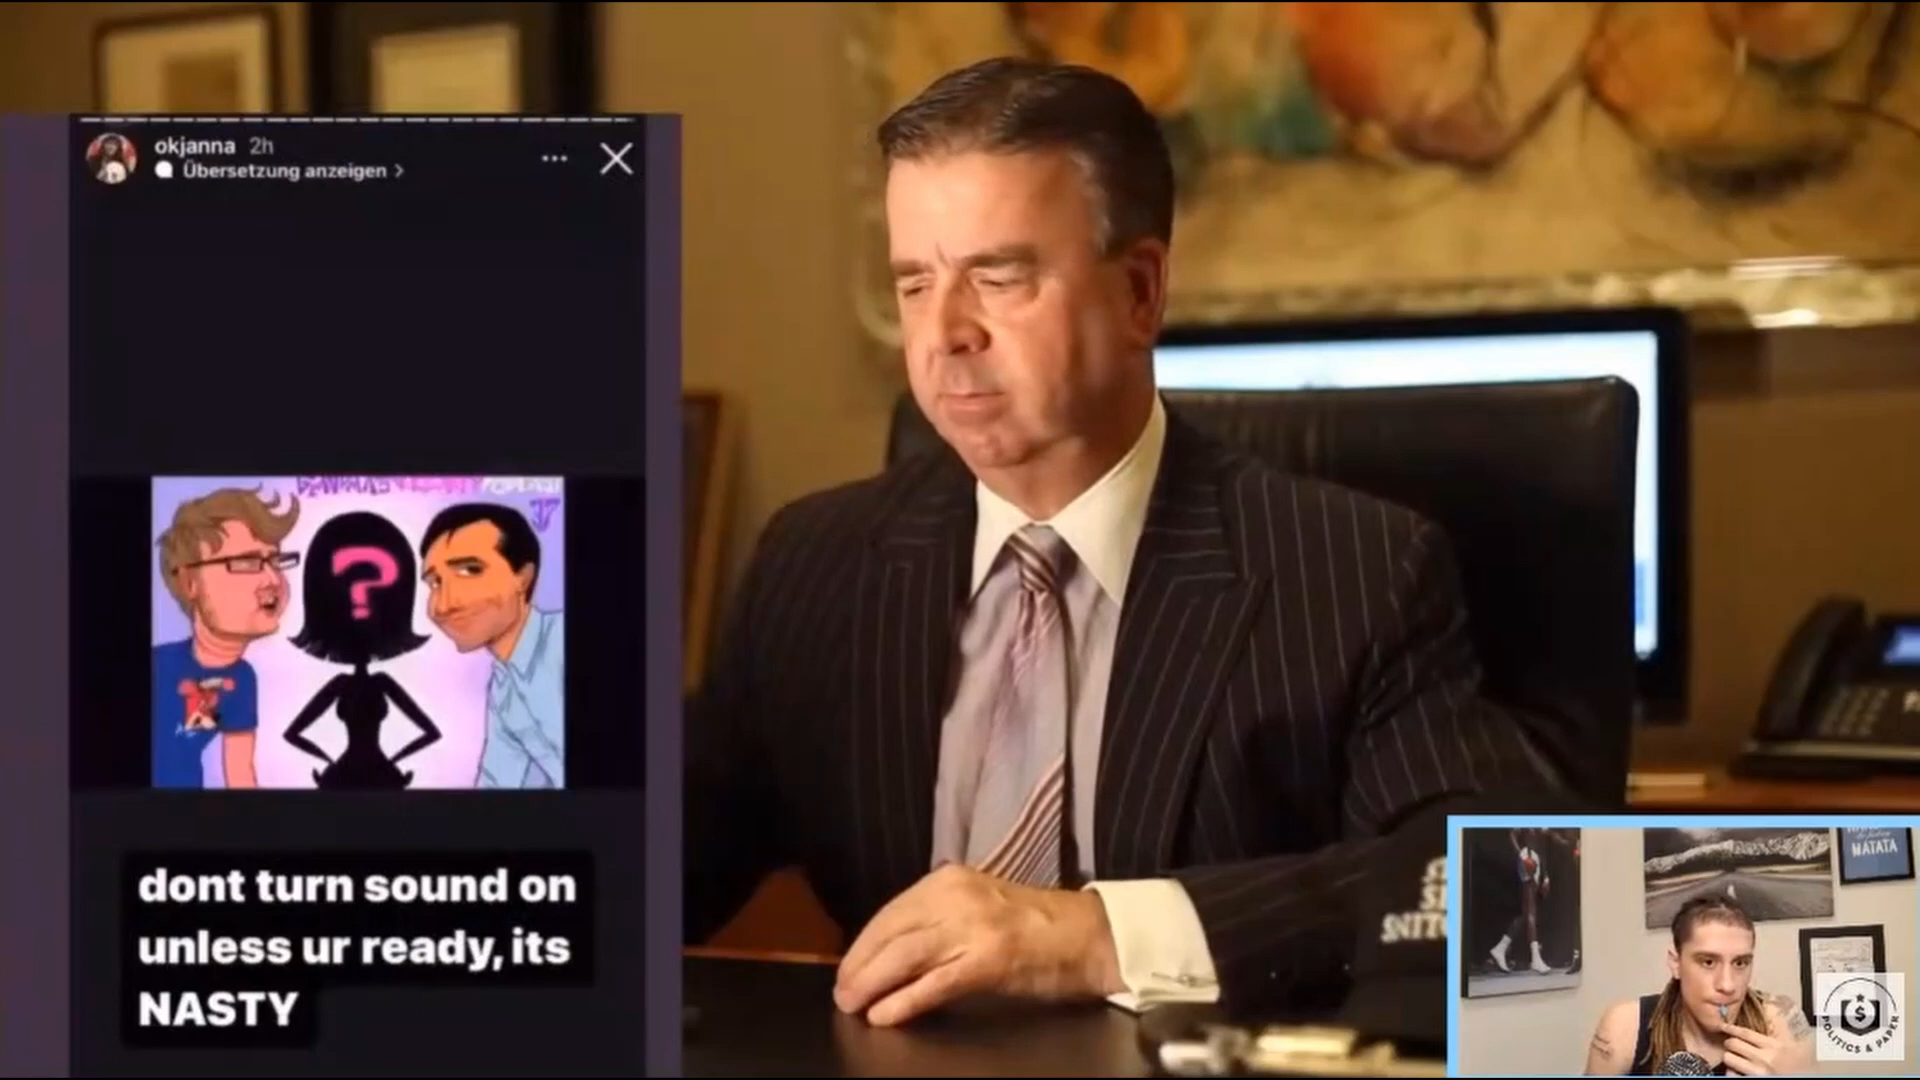 okjanna 2h
Übersetzung anzeigen
dont turn sound on
unless ur ready, its
NASTY
MATATA
POLITICS & PAPER